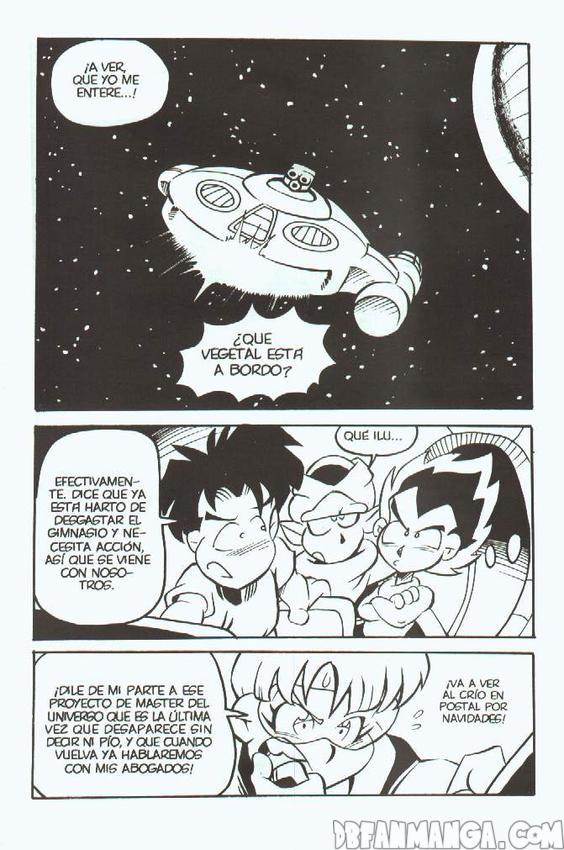 ¡A VER,
QUE YO ME
ENTERE...!
¿QUE
VEGETAL ESTÁ
A BORDO?
EFECTIVAMEN-
TE. DICE QUE YA
ESTÁ HARTO DE
DESGASTAR EL
GIMNASIO Y NE-
CESITA ACCIÓN,
ASÍ QUE SE VIENE
CON NOSO-
TROS.
QUE ILU...
¡DILE DE MI PARTE A ESE
PROYECTO DE MASTER DEL
UNIVERSO QUE ES LA ÚLTIMA
VEZ QUE DESAPARECE SIN
DECIR NI PÍO, Y QUE CUANDO
VUELVA YA HABLAREMOS
CON MIS ABOGADOS!
¡VA A VER
AL CRÍO EN
POSTAL POR
NAVIDADES!
DBFANMANGA.COM